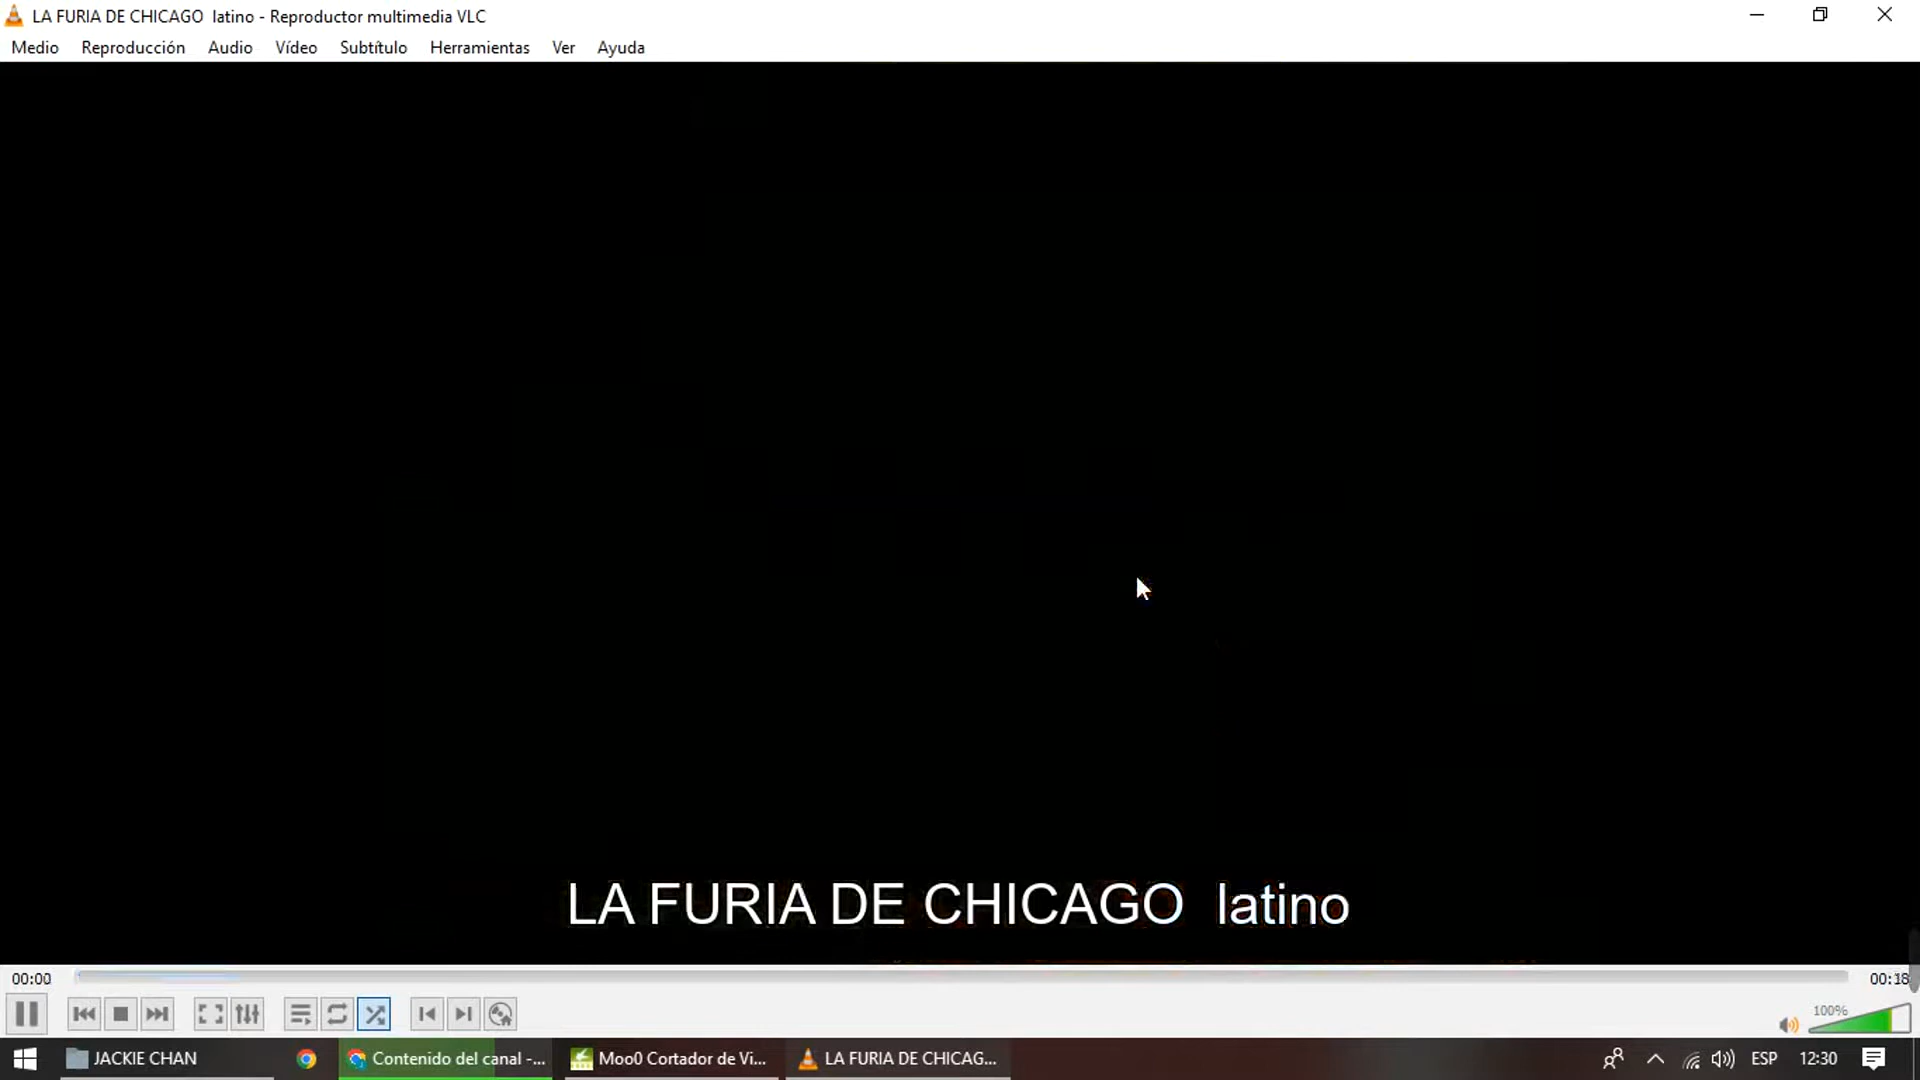 LA FURIA DE CHICAGO  latino - Reproductor multimedia VLC
Medio Reproducción Audio Vídeo Subtítulo Herramientas Ver Ayuda
LA FURIA DE CHICAGO  latino
00:00 00:18
100%
JACKIE CHAN Contenido del canal -... Moo0 Cortador de Vi... LA FURIA DE CHICAG... ESP 12:30